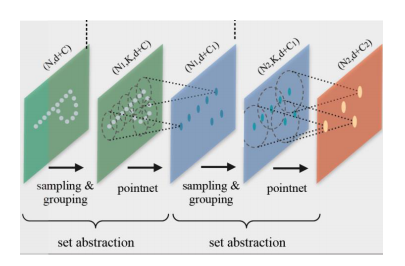 (N,d+C)
(N₁,K,d+C)
(N₁,d+C₁)
(N₂,K,d+C₁)
(N₂,d+C₂)
sampling &
grouping
pointnet
sampling &
grouping
pointnet
set abstraction
set abstraction